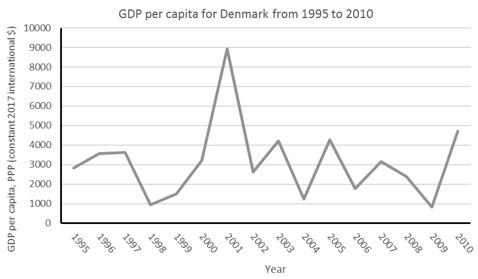 GDP per capita for Denmark from 1995 to 2010
GDP per capita, PPP (constant 2017 international $)
10000
9000
8000
7000
6000
5000
4000
3000
2000
1000
0
1995 1996 1997 1998 1999 2000 2001 2002 2003 2004 2005 2006 2007 2008 2009 2010
Year